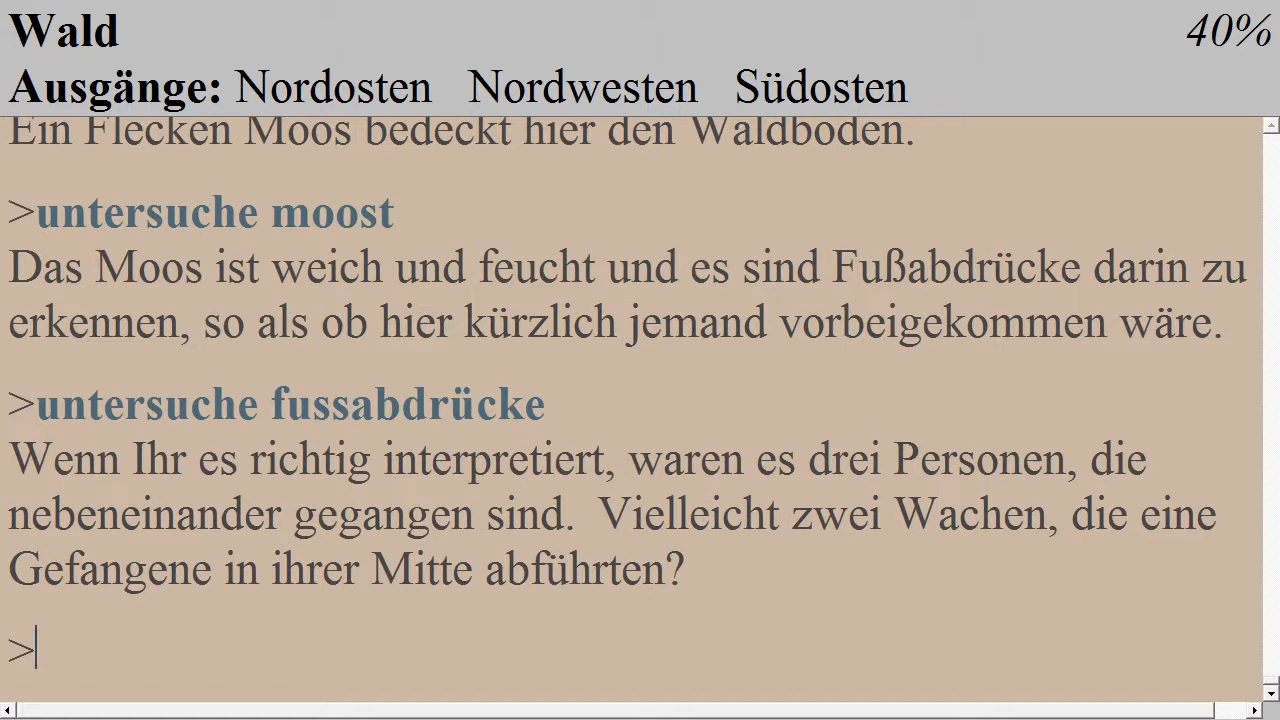 Wald 40%
Ausgänge: Nordosten Nordwesten Südosten
Ein Flecken Moos bedeckt hier den Waldboden.
>untersuche moost
Das Moos ist weich und feucht und es sind Fußabdrücke darin zu
erkennen, so als ob hier kürzlich jemand vorbeigekommen wäre.
>untersuche fussabdrücke
Wenn Ihr es richtig interpretiert, waren es drei Personen, die
nebeneinander gegangen sind.  Vielleicht zwei Wachen, die eine
Gefangene in ihrer Mitte abführten?
>